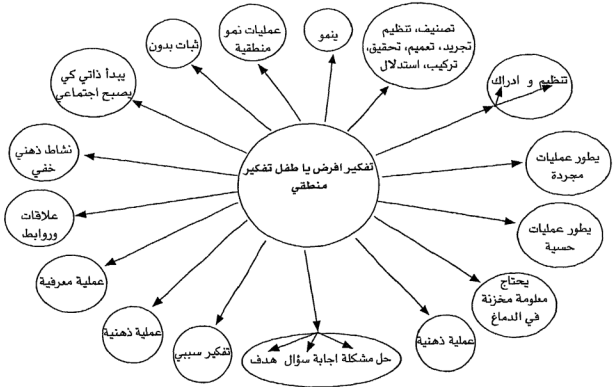 تصنيف، تنظيم
تجريد، تعميم، تحقيق،
تركيب، استدلال
ينمو
عمليات نمو
منطقية
ثبات بدون
يبدأ ذاتي كي
يصبح اجتماعي
تنظيم و ادراك
نشاط ذهني
خفي
تفكير افرض يا طفل تفكير
منطقي
يطور عمليات
مجردة
علاقات
وروابط
يطور عمليات
حسية
عملية معرفية
يحتاج
معلومة مخزنة
في الدماغ
عملية ذهنية
تفكير سببي
حل مشكلة اجابة سؤال هدف
عملية ذهنية